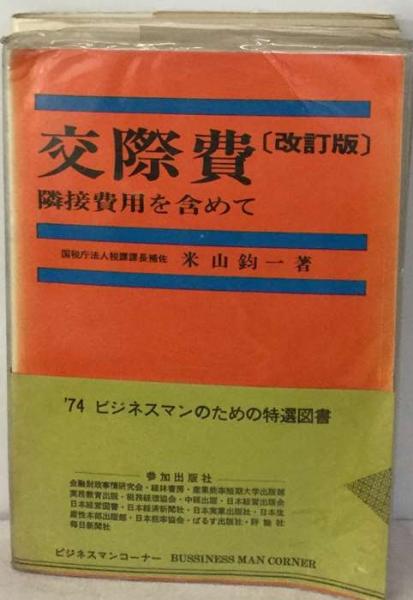 交際費〔改訂版〕
隣接費用を含めて
国税庁法人税課課長補佐 米山鈞一著
'74 ビジネスマンのための特選図書
参加出版社
金融財政事情研究会・経林書房・産業能率短期大学出版部
実務教育出版・税務経理協会・中経出版・日本経営出版会
日本経営図書・日本経済新聞社・日本実業出版社・日本生
産性本部出版部・日本能率協会・ぱるす出版社・評論社
毎日新聞社
ビジネスマンコーナー BUSSINESS MAN CORNER